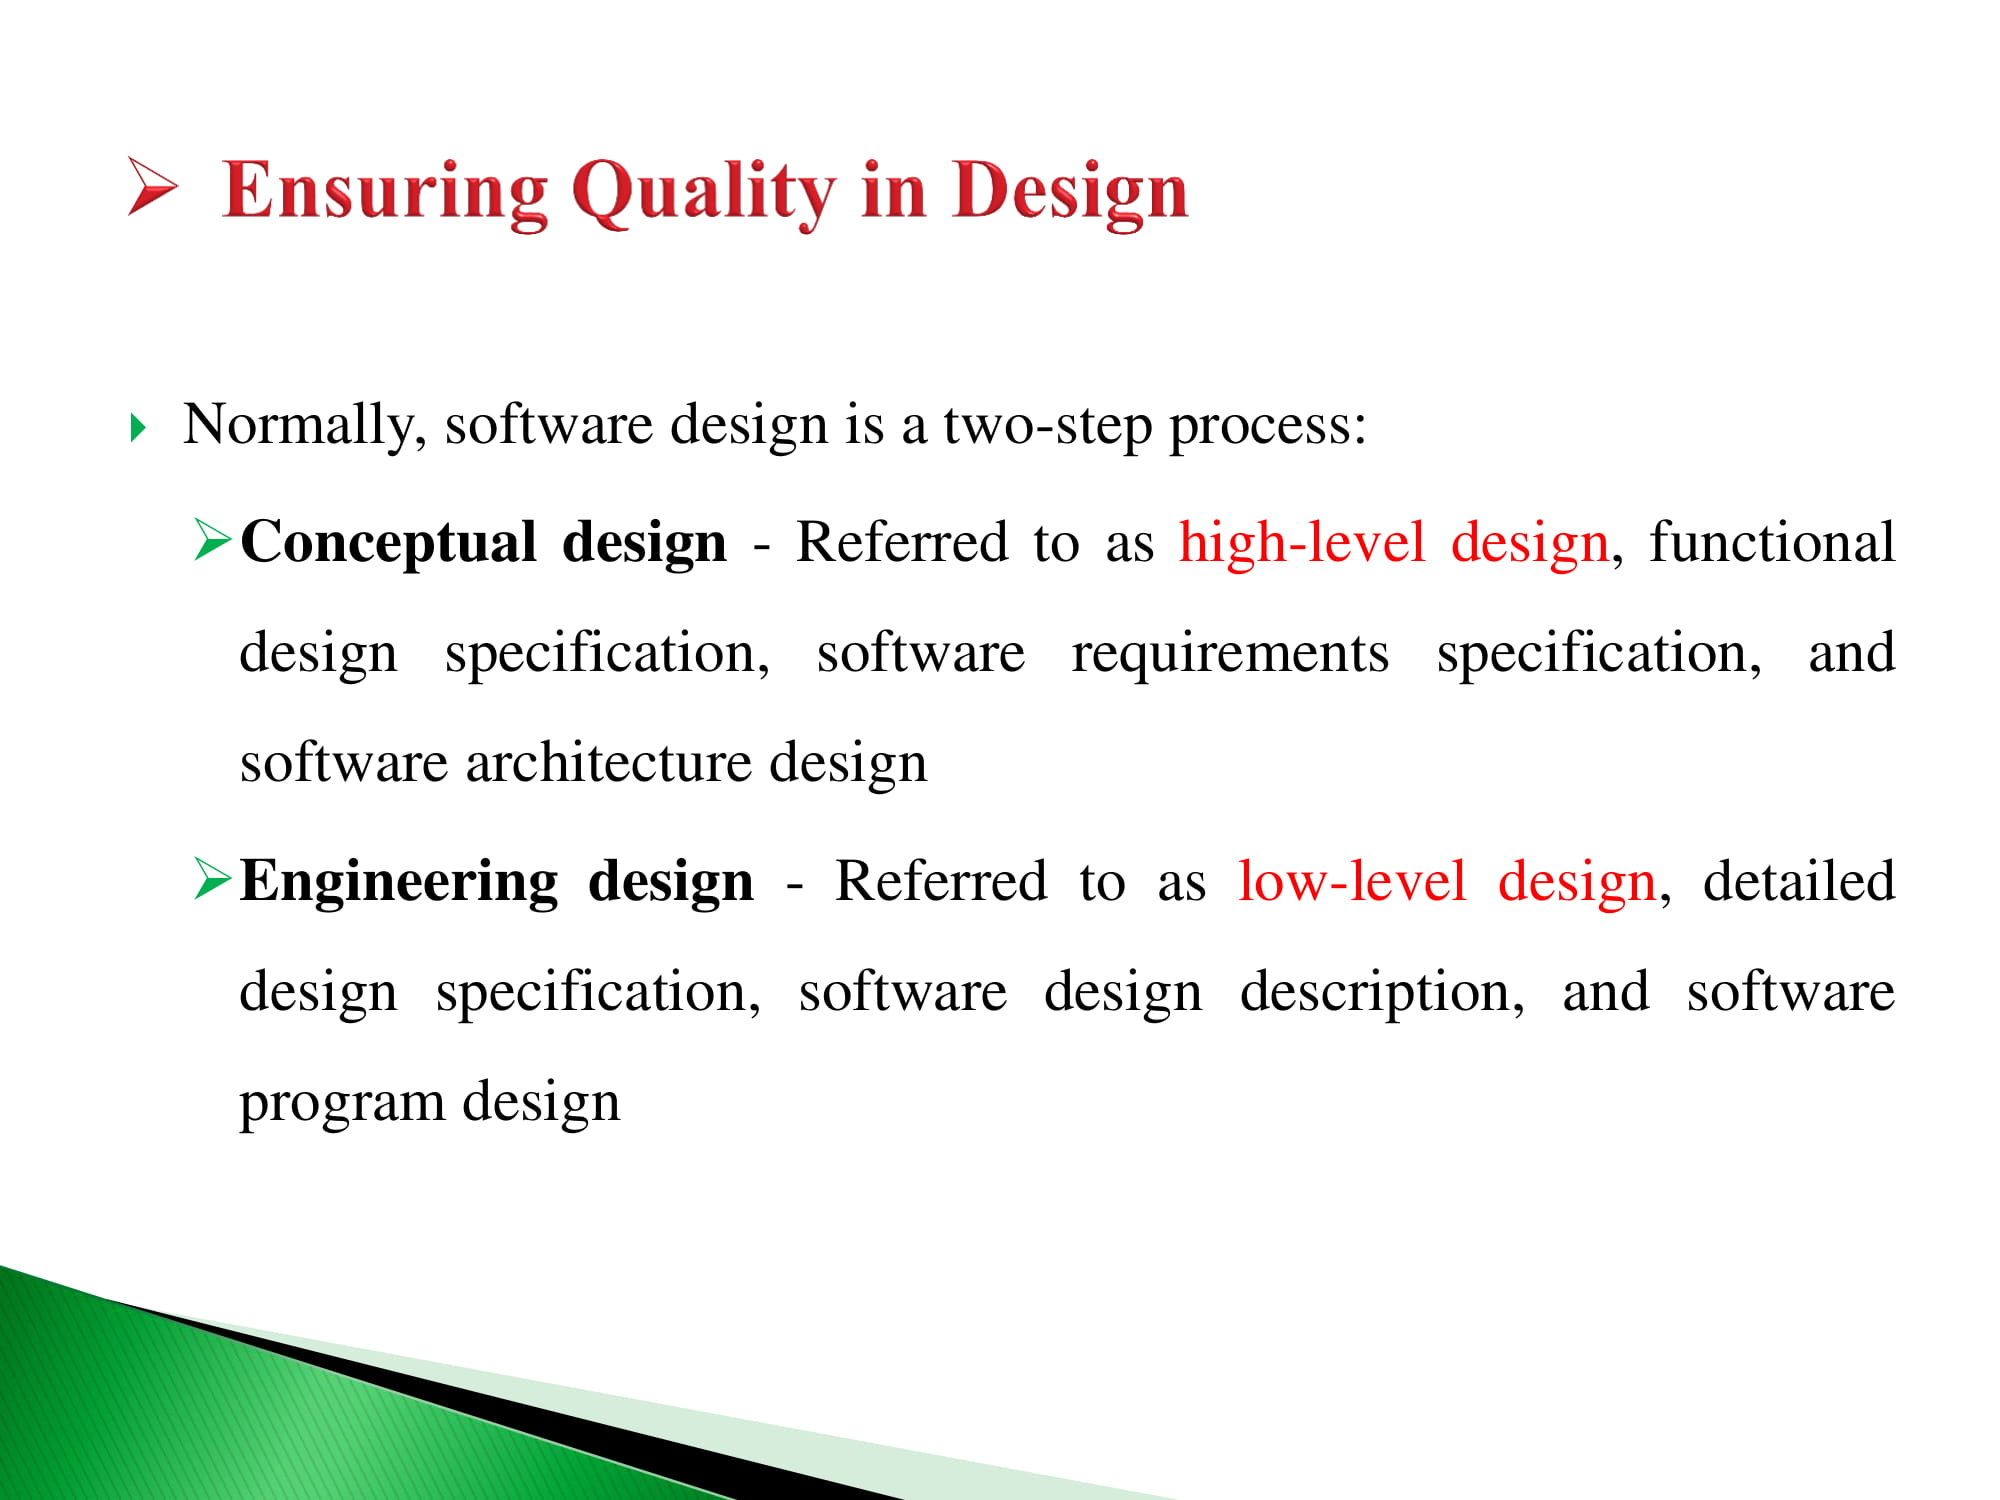 Ensuring Quality in Design
Normally, software design is a two-step process:
Conceptual design - Referred to as high-level design, functional
design specification, software requirements specification, and
software architecture design
Engineering design - Referred to as low-level design, detailed
design specification, software design description, and software
program design